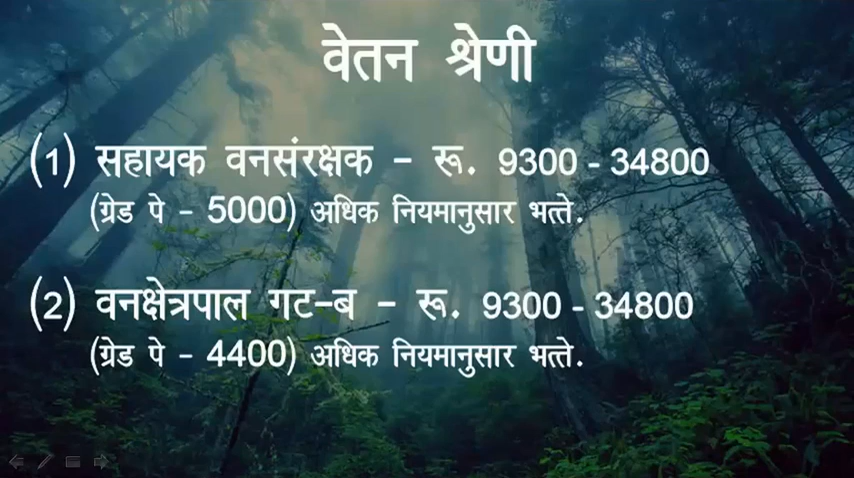 वेतन श्रेणी
(1) सहायक वनसंरक्षक - रू. 9300 - 34800
(ग्रेड पे - 5000) अधिक नियमानुसार भत्ते.
(2) वनक्षेत्रपाल गट-ब - रू. 9300 - 34800
(ग्रेड पे - 4400) अधिक नियमानुसार भत्ते.